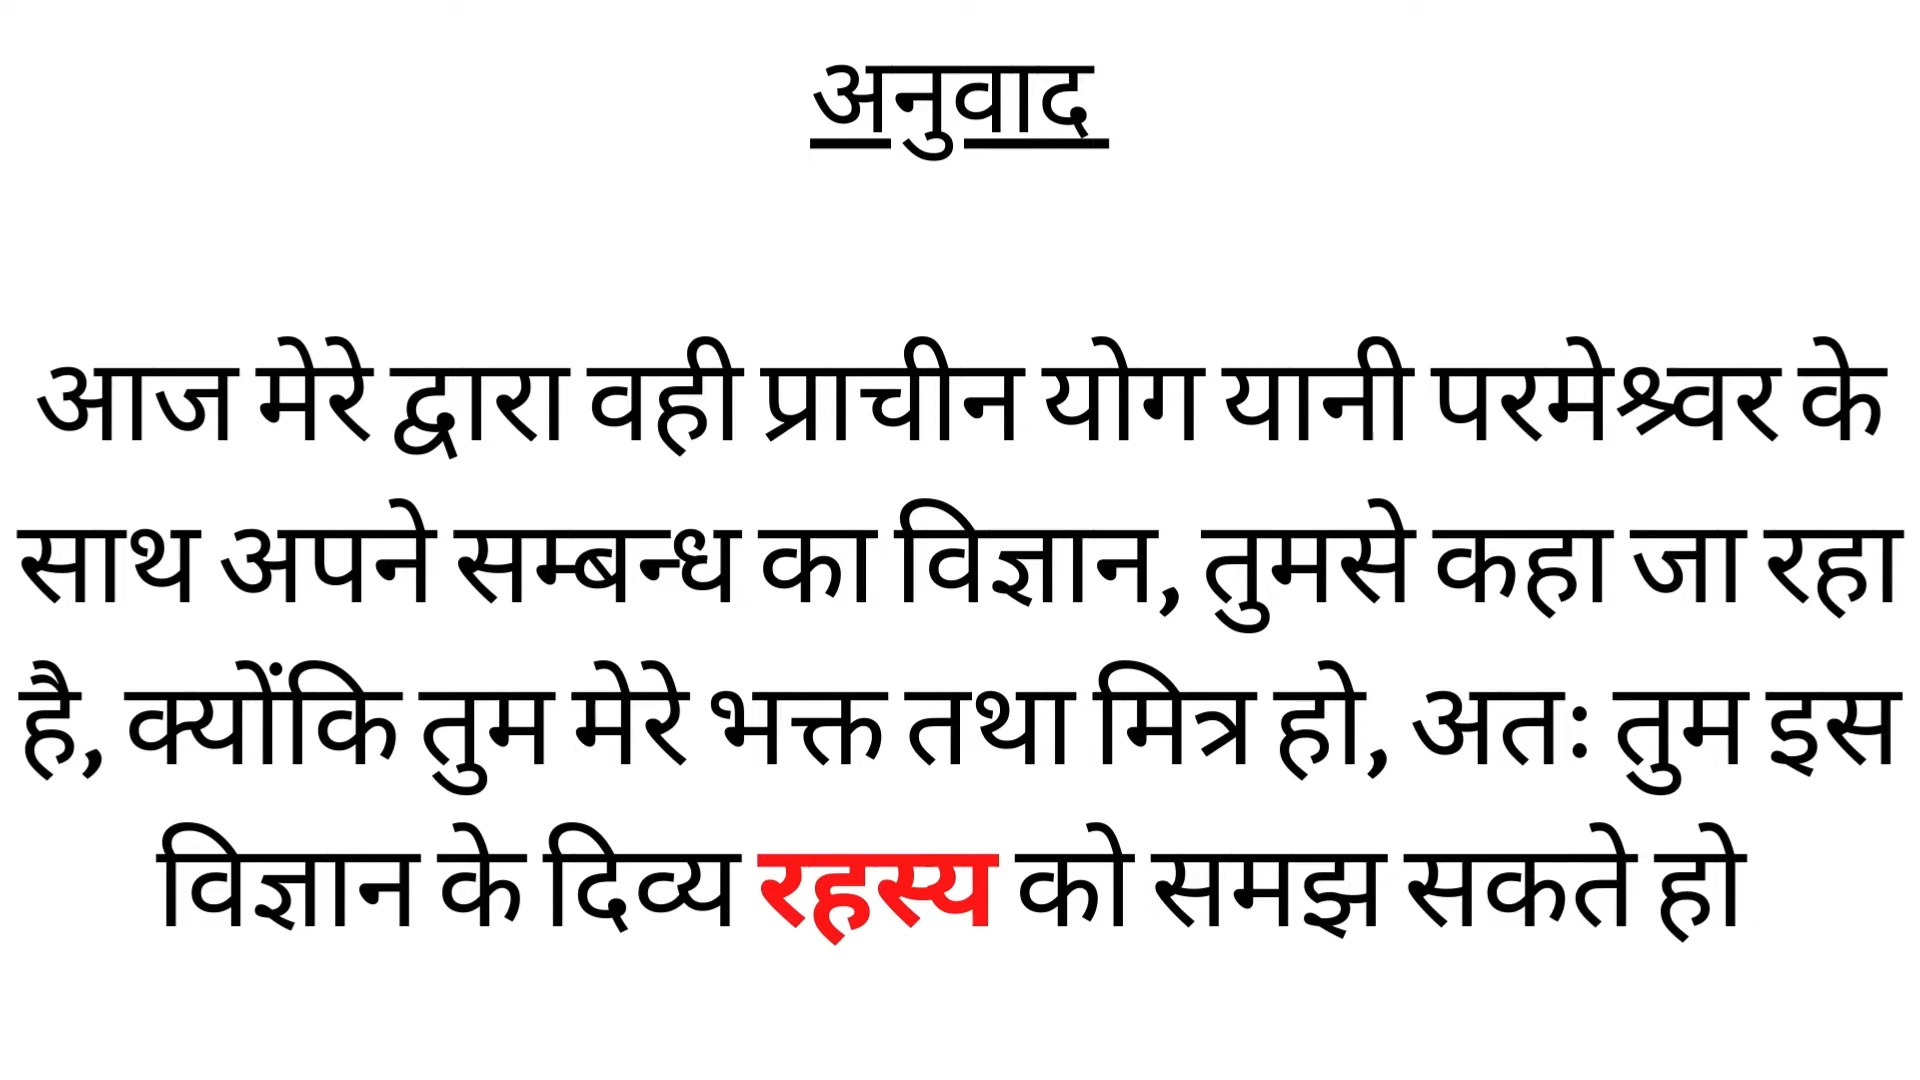 अनुवाद
आज मेरे द्वारा वही प्राचीन योग यानी परमेश्र्वर के
साथ अपने सम्बन्ध का विज्ञान, तुमसे कहा जा रहा
है, क्योंकि तुम मेरे भक्त तथा मित्र हो, अतः तुम इस
विज्ञान के दिव्य रहस्य को समझ सकते हो